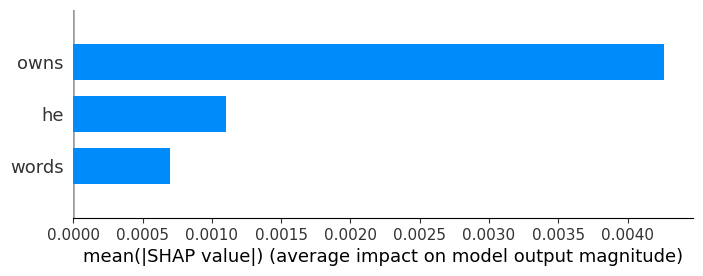 owns
he
words
0.0000 0.0005 0.0010 0.0015 0.0020 0.0025 0.0030 0.0035 0.0040
mean(|SHAP value|) (average impact on model output magnitude)